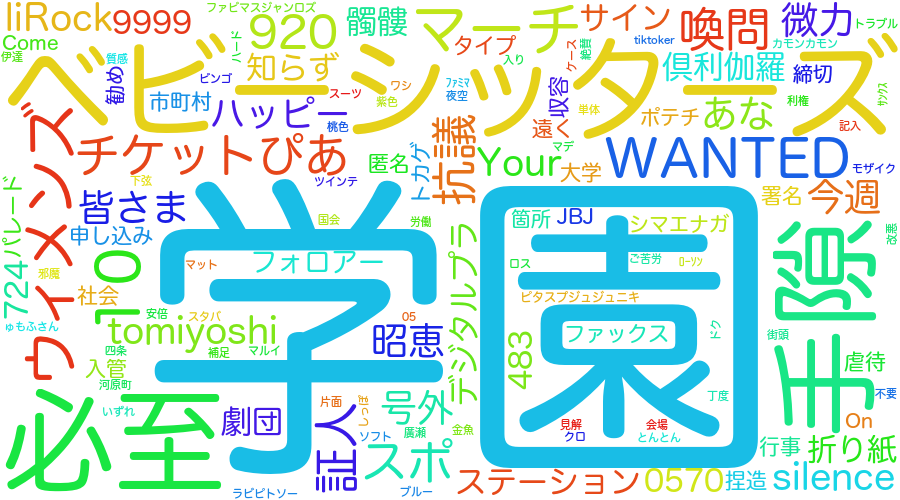 liRock
9999
ファビマスジャンロズ
920
髑髏
マーチ
サイン
喚問
微力
トラブル
Come
伊達
質感
ハード
タイプ
ケース
絶賛
tiktoker
カモンカモン
ベビーシッターズ
勧め
ビンゴ
知らず
スーツ
ワシ
ﾌｧﾐﾏ
入り
倶利伽羅
締切
市町村
ハッピー
紫色
夜空
収容
単体
ポテチ
あな
利権
ｻﾝｸｽ
桃色
遠く
記入
ウィメンズ
チケットぴあ
匿名
トカゲ
抗議
Your
マデ
大学
WANTED
モザイク
下弦
ツインテ
署名
今週
不要
パレード
皆さま
国会
労働
箇所
JBJ
シマエナガ
手隙
改悪
724
申し込み
学園
フォロアー
デジタルプラ
ご苦労
ﾛｰｿﾝ
邪魔
10
マット
ロス
社会
ピタスプジュジュニキ
ゅもふさん
安倍
スタバ
05
tomiyoshi
昭恵
483
ファックス
ドク
街頭
四条
補足
マルイ
入管
虐待
河原町
必至
いずれ
劇団
証人
片面
しっぽ
号外
丁度
On
見解
会場
クロ
とんとん
ソフト
廣瀬
金魚
スポ
行事
折り紙
ラビビトソー
ブルー
ステーション
0570
捏造
silence